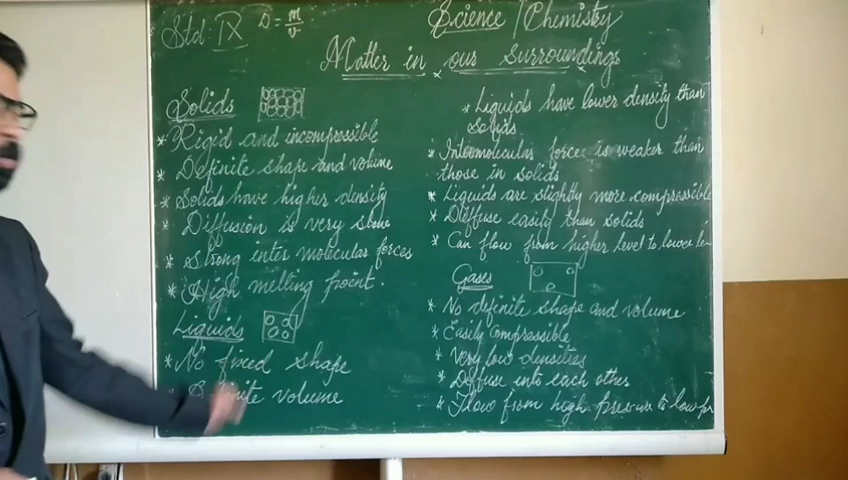 Std. IX D = m/v Science / Chemistry
Matter in our surroundings
Solids
* Rigid and incompressible
* Definite shape and volume
* Solids have higher density
* Diffusion is very slow
* Strong inter molecular forces
* High melting point.
Liquids
* No fixed shape
volume
* Liquids have lower density than
Solids
* Intermolecular force is weaker than
those in solids
* Liquids are slightly more compressible
* Diffuse easily than solids
* Can flow from higher level to lower
Gases
* No definite shape and volume
* Easily compressible
* Very low densities
* Diffuse into each other
* Flow from high pressure to low